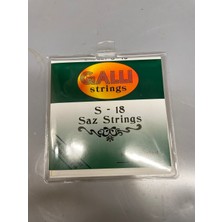 GALLI
strings
S - 18
Saz Strings